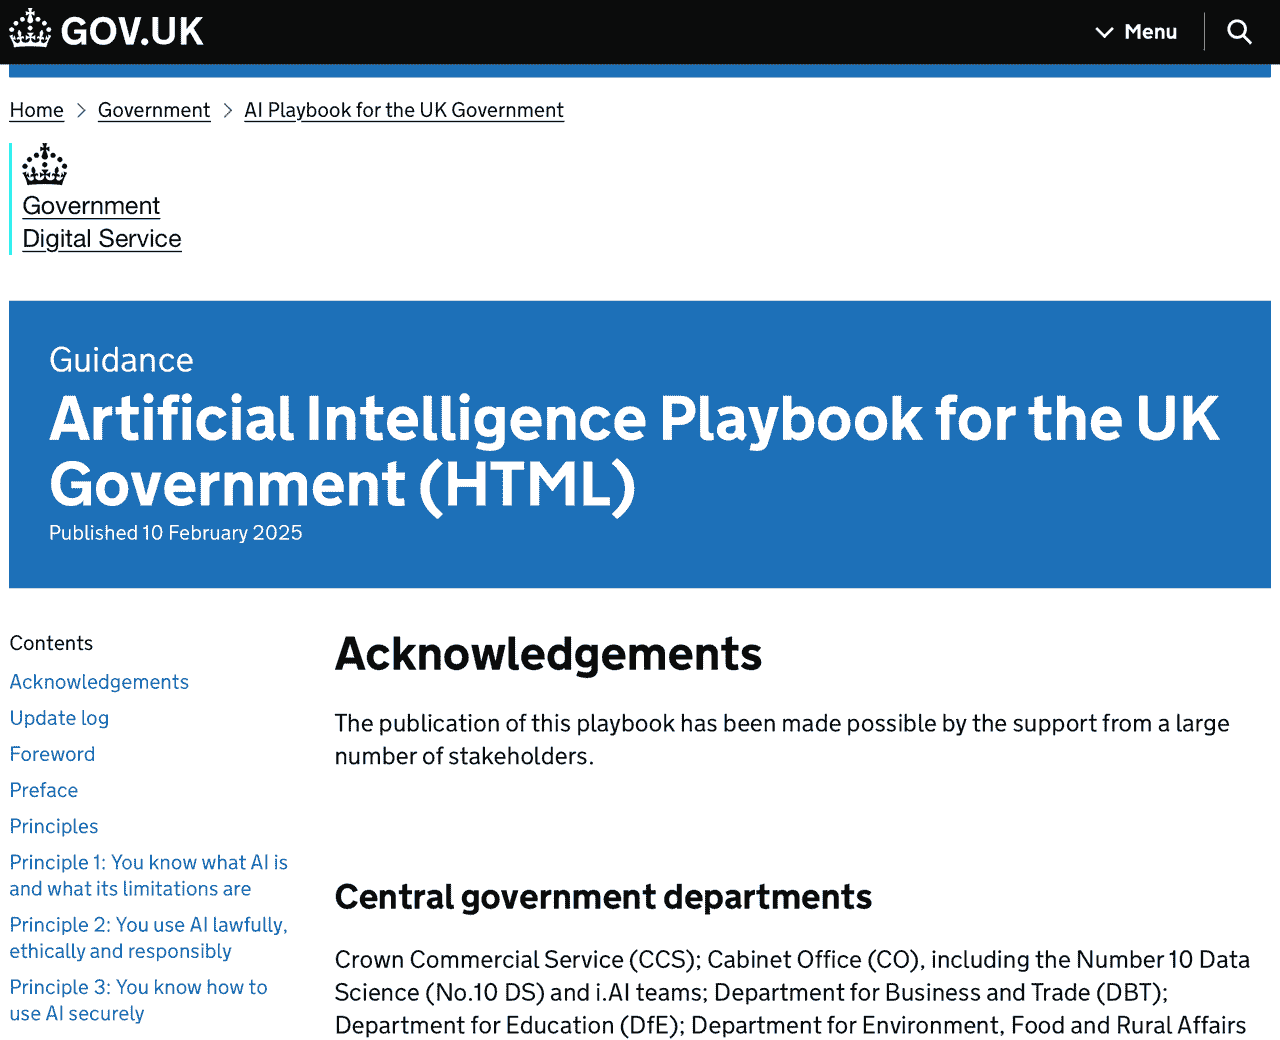 GOV.UK
Menu
Home > Government > AI Playbook for the UK Government
Government
Digital Service
Guidance
Artificial Intelligence Playbook for the UK
Government (HTML)
Published 10 February 2025
Contents
Acknowledgements
Update log
Foreword
Preface
Principles
Principle 1: You know what AI is
and what its limitations are
Principle 2: You use AI lawfully,
ethically and responsibly
Principle 3: You know how to
use AI securely
Acknowledgements
The publication of this playbook has been made possible by the support from a large
number of stakeholders.
Central government departments
Crown Commercial Service (CCS); Cabinet Office (CO), including the Number 10 Data
Science (No.10 DS) and i.AI teams; Department for Business and Trade (DBT);
Department for Education (DfE); Department for Environment, Food and Rural Affairs